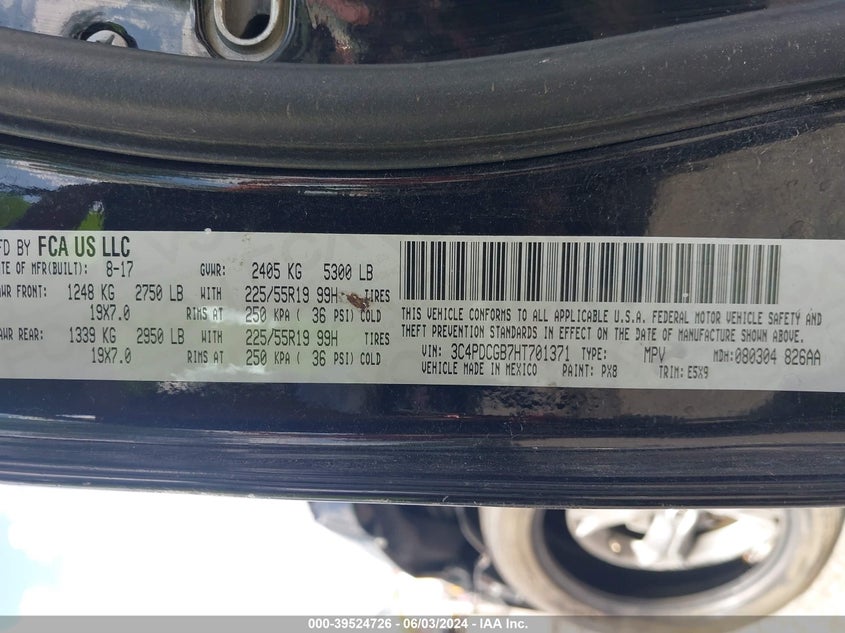 FD BY FCA US LLC
ATE OF MFR(BUILT): 8-17 GVWR: 2405 KG 5300 LB
AWR FRONT: 1248 KG 2750 LB WITH 225/55R19 99H TIRES
19X7.0 RIMS AT 250 KPA ( 36 PSI) COLD
AWR REAR: 1339 KG 2950 LB WITH 225/55R19 99H TIRES
19X7.0 RIMS AT 250 KPA ( 36 PSI) COLD
THIS VEHICLE CONFORMS TO ALL APPLICABLE U.S.A. FEDERAL MOTOR VEHICLE SAFETY AND
THEFT PREVENTION STANDARDS IN EFFECT ON THE DATE OF MANUFACTURE SHOWN ABOVE.
VIN: 3C4PDCGB7HT701371 TYPE: MPV MDH:080304 826AA
VEHICLE MADE IN MEXICO PAINT: PX8 TRIM: E5X9
000-39524726 - 06/03/2024 - IAA Inc.